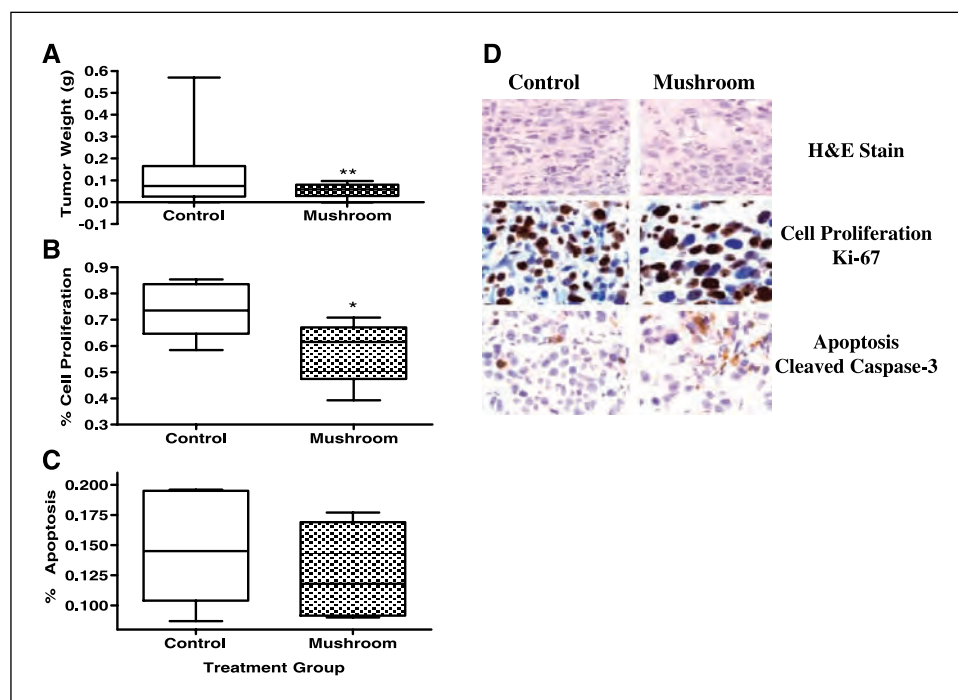 A
Tumor Weight (g)
0.6
0.5
0.4
0.3
0.2
0.1
0.0
-0.1
**
Control
Mushroom
B
% Cell Proliferation
0.9
0.8
0.7
0.6
0.5
0.4
0.3
*
Control
Mushroom
C
% Apoptosis
0.200
0.175
0.150
0.125
0.100
Control
Mushroom
Treatment Group
D
Control
Mushroom
H&E Stain
Cell Proliferation
Ki-67
Apoptosis
Cleaved Caspase-3